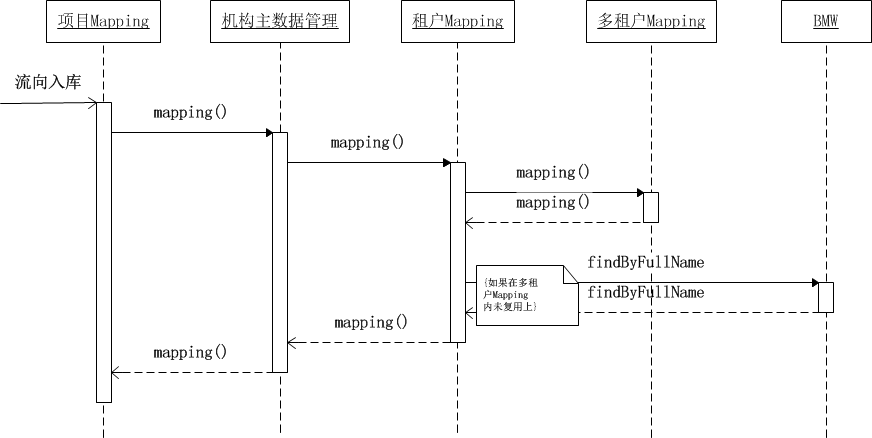 项目Mapping
机构主数据管理
租户Mapping
多租户Mapping
BMW
流向入库
mapping()
mapping()
mapping()
mapping()
findByFullName
{如果在多租
户Mapping
内未复用上}
findByFullName
mapping()
mapping()